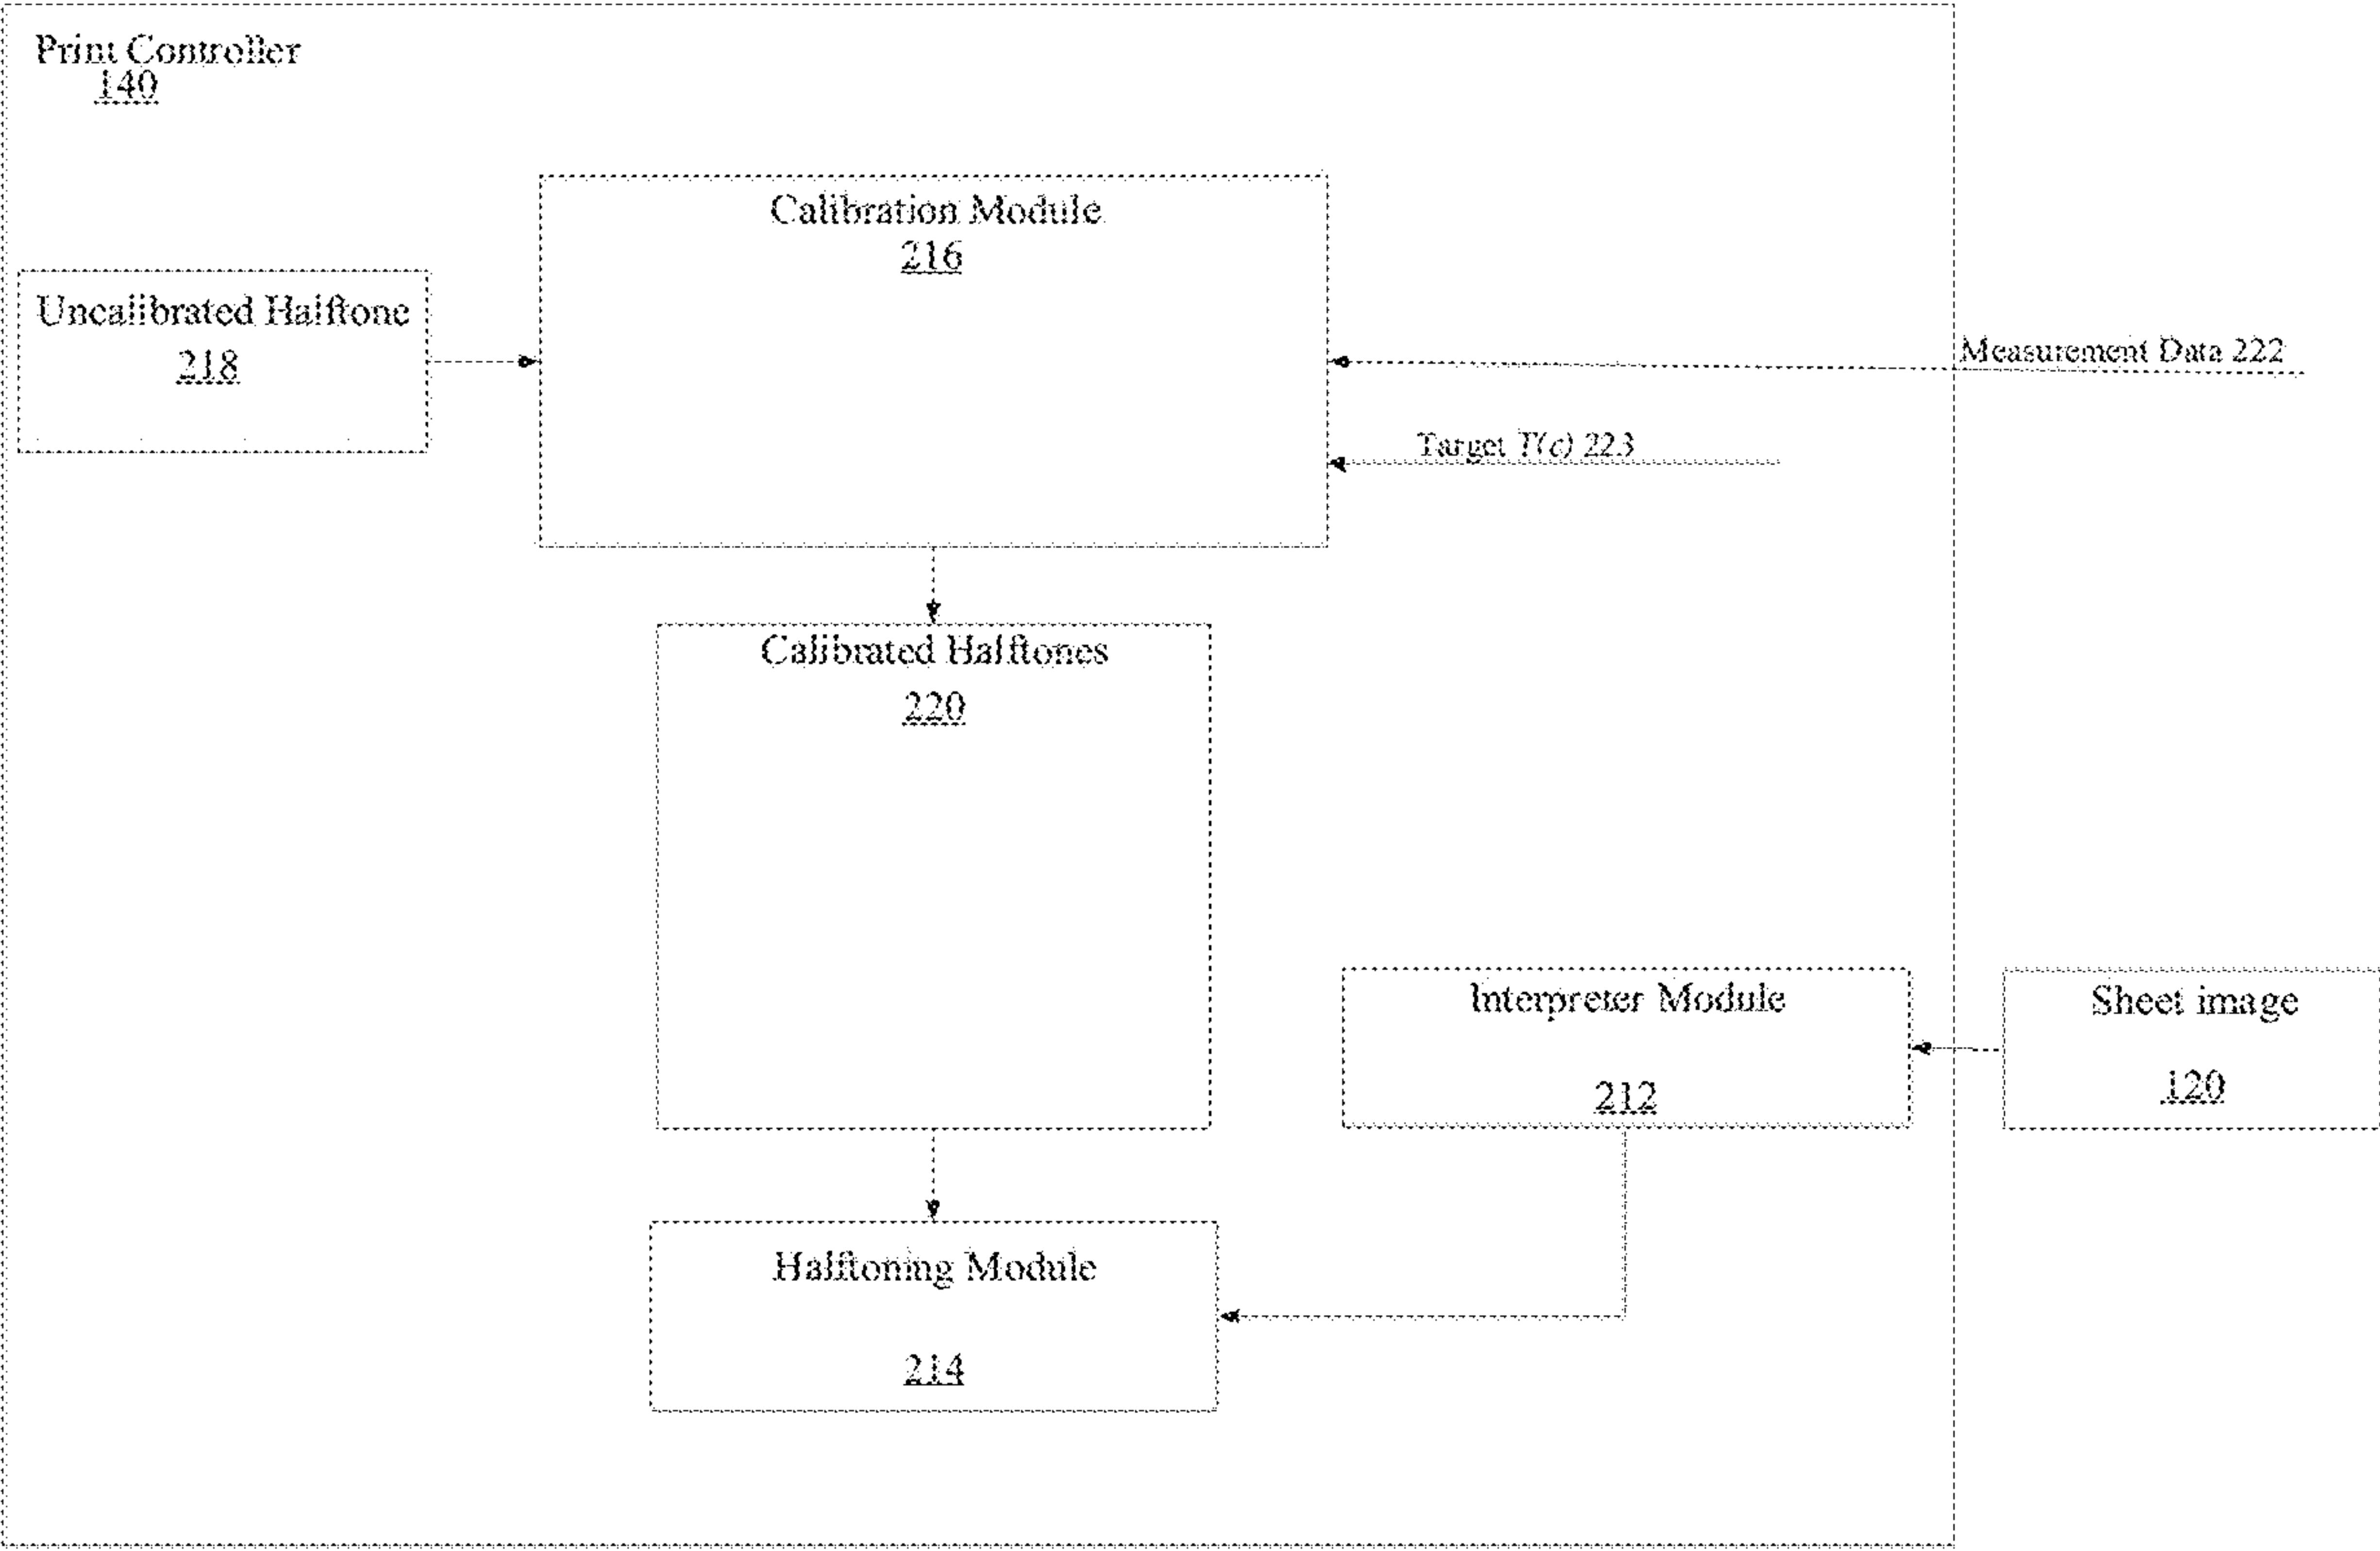 Print Controller
140
Calibration Module
216
Uncalibrated Halftone
218
Measurement Data 222
Target T(c) 223
Calibrated Halftones
220
Interpreter Module
212
Sheet image
120
Halftoning Module
214